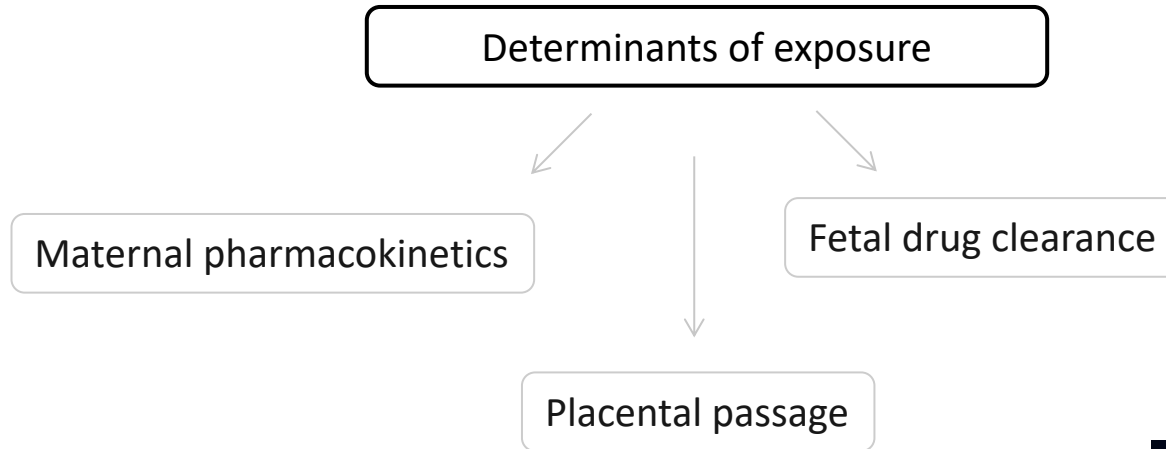 Determinants of exposure
Maternal pharmacokinetics
Fetal drug clearance
Placental passage